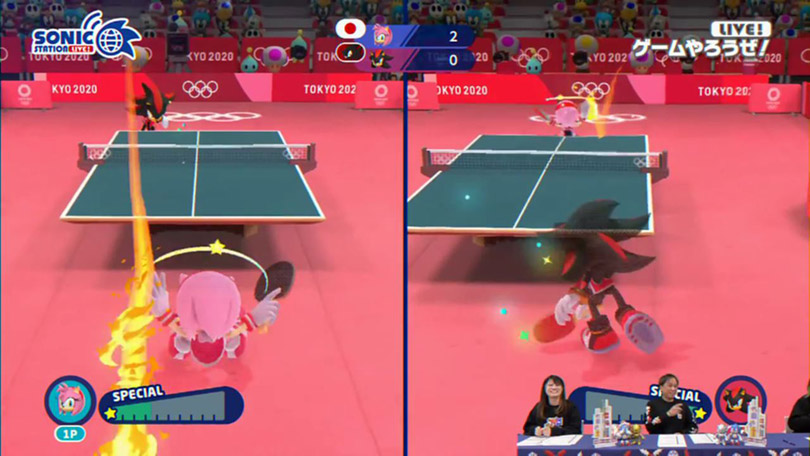 SONIC
STATION LIVE!
LIVE!
ゲームやろうぜ!
2
0
TOKYO 2020
KYO 2020
TOKYO
TOKYO 2020
TOKYO 2020
SPECIAL
1P
SPECIAL